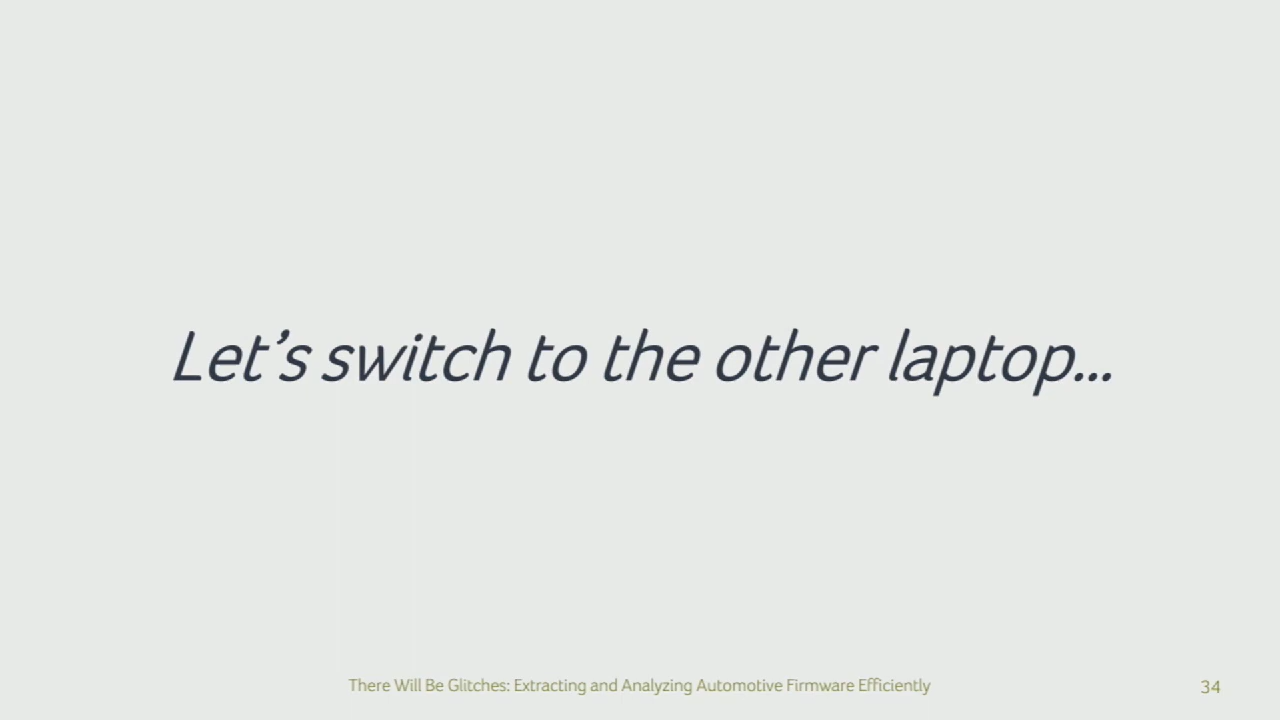 Let’s switch to the other laptop...
There Will Be Glitches: Extracting and Analyzing Automotive Firmware Efficiently
34